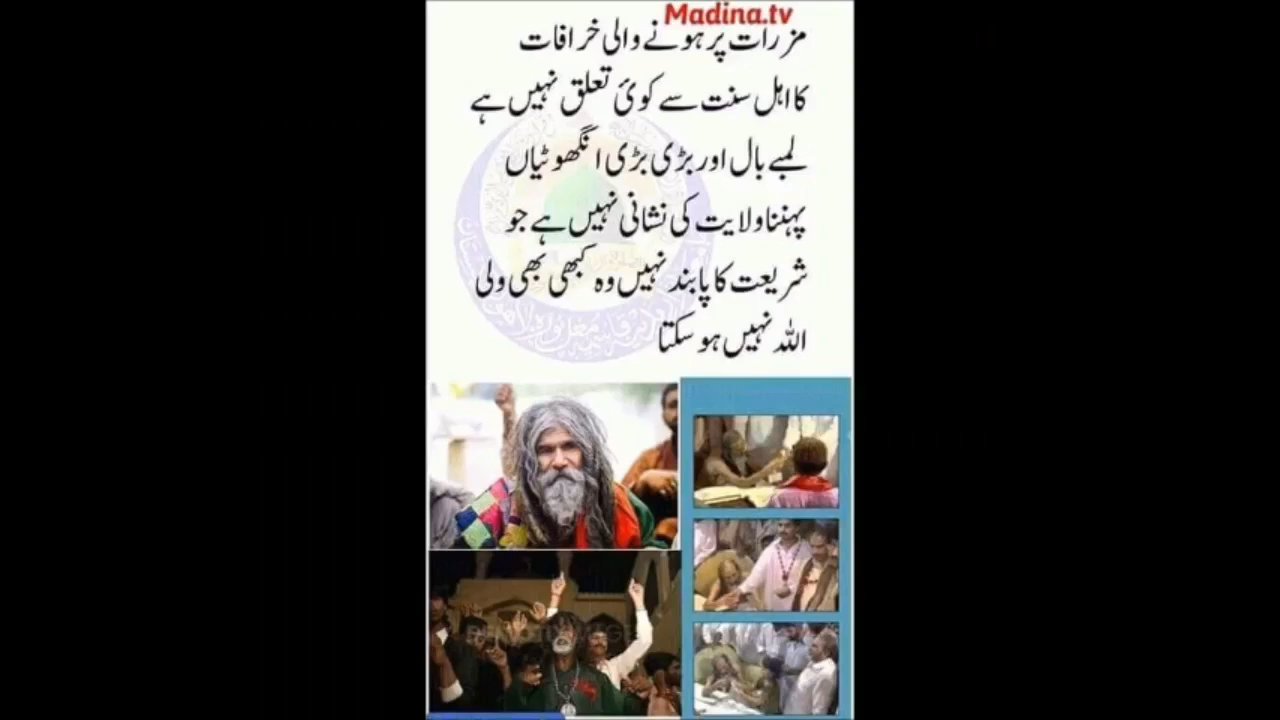 Madina.tv
مزرات پر ہونے والی خرافات
کا اہل سنت سے کوئ تعلق نہیں ہے
لمبے بال اور بڑی بڑی انگھوٹیاں
پہننا ولایت کی نشانی نہیں ہے جو
شریعت کا پابند نہیں وہ کبھی بھی ولی
اللہ نہیں ہو سکتا